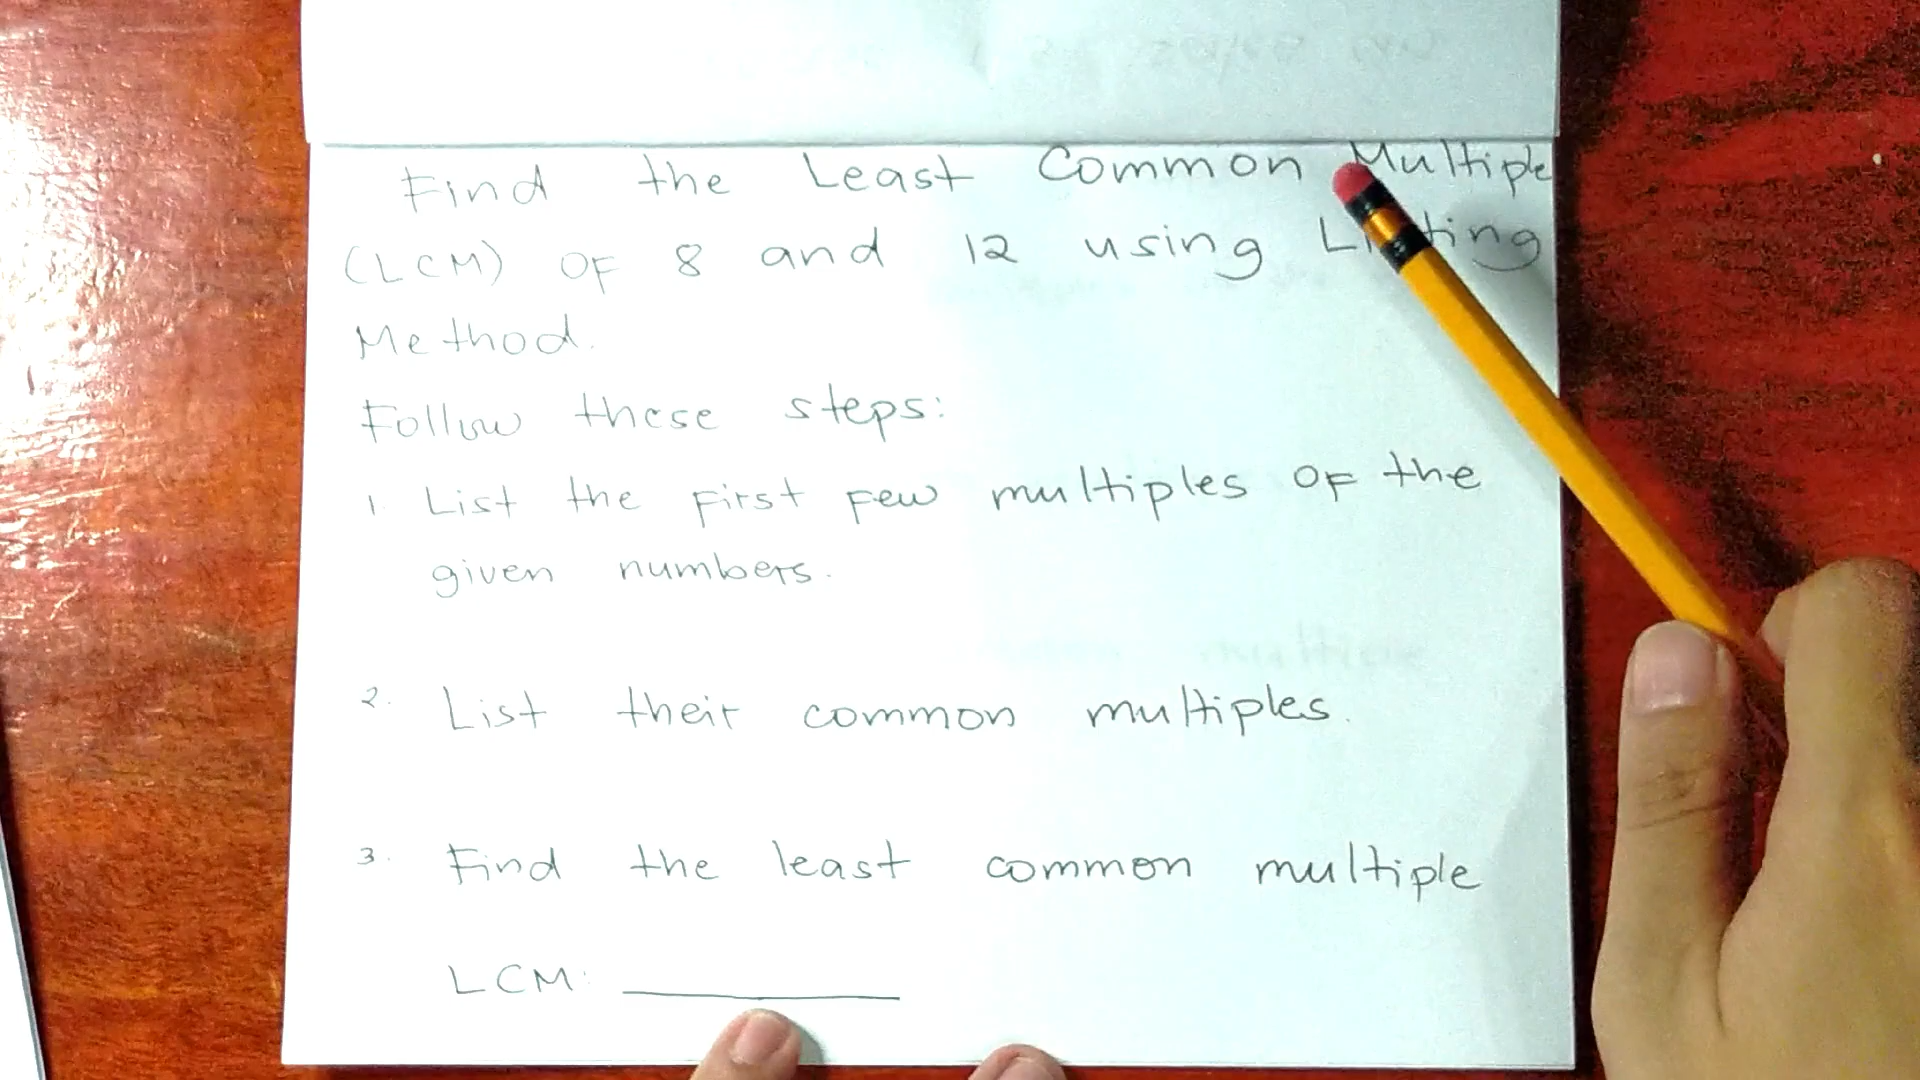 Find the Least Common Multiple
(LCM) of 8 and 12 using Listing
Method.
Follow these steps:
1. List the first few multiples of the
given numbers.
2. List their common multiples.
3. Find the least common multiple
LCM: